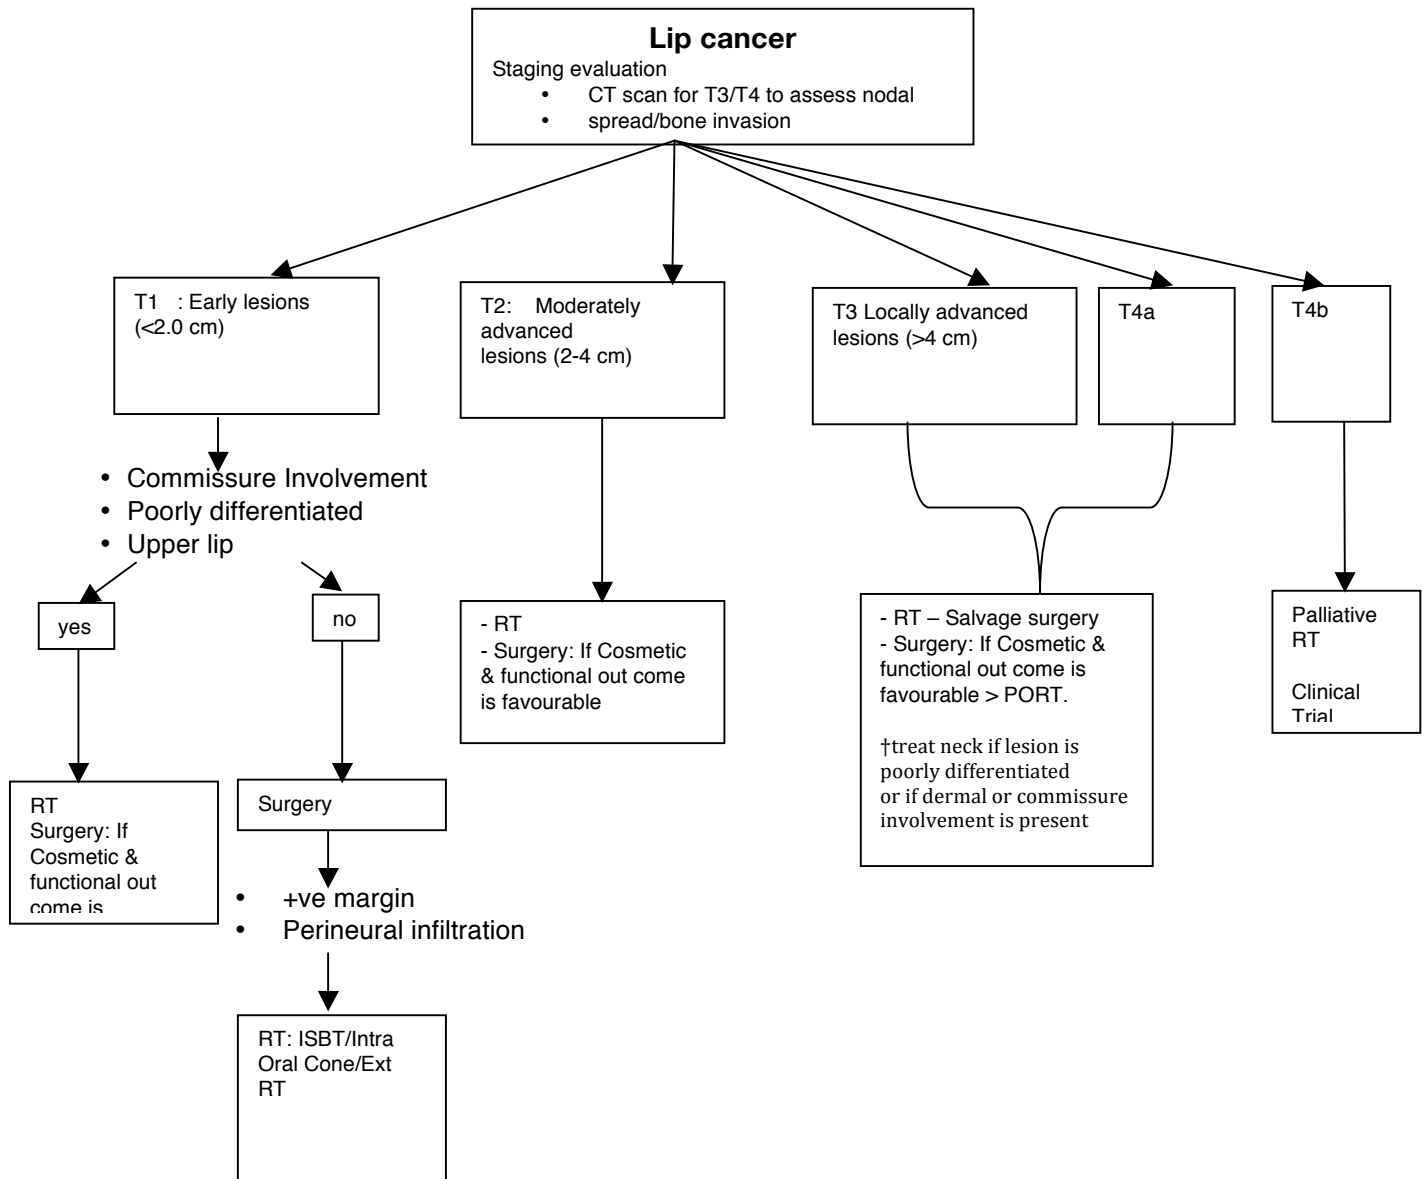 Lip cancer
Staging evaluation
• CT scan for T3/T4 to assess nodal
• spread/bone invasion
T1 : Early lesions
(<2.0 cm)
T2: Moderately
advanced
lesions (2-4 cm)
T3 Locally advanced
lesions (>4 cm)
T4a
T4b
• Commissure Involvement
• Poorly differentiated
• Upper lip
yes
no
- RT
- Surgery: If Cosmetic
& functional out come
is favourable
- RT – Salvage surgery
- Surgery: If Cosmetic &
functional out come is
favourable > PORT.
†treat neck if lesion is
poorly differentiated
or if dermal or commissure
involvement is present
Palliative
RT
Clinical
Trial
RT
Surgery: If
Cosmetic &
functional out
come is
Surgery
• +ve margin
• Perineural infiltration
RT: ISBT/Intra
Oral Cone/Ext
RT